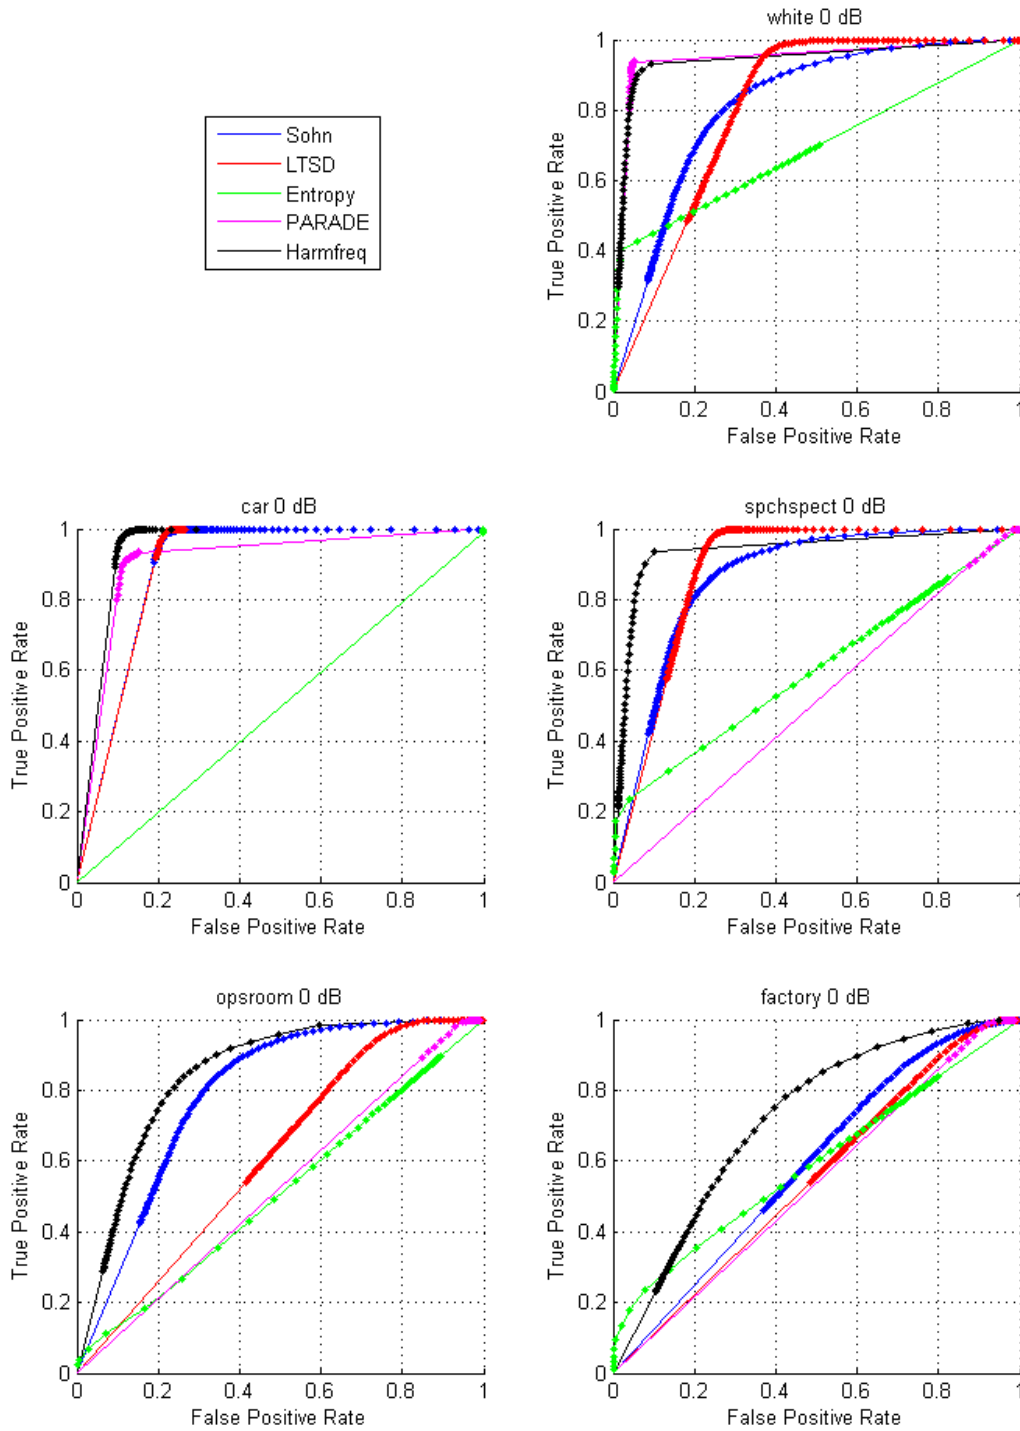 white 0 dB
Sohn
LTSD
Entropy
PARADE
Harmfreq
True Positive Rate
1
0.8
0.6
0.4
0.2
0
0 0.2 0.4 0.6 0.8 1
False Positive Rate
car 0 dB
True Positive Rate
1
0.8
0.6
0.4
0.2
0
0 0.2 0.4 0.6 0.8 1
False Positive Rate
spchspect 0 dB
True Positive Rate
1
0.8
0.6
0.4
0.2
0
0 0.2 0.4 0.6 0.8 1
False Positive Rate
opsroom 0 dB
True Positive Rate
1
0.8
0.6
0.4
0.2
0
0 0.2 0.4 0.6 0.8 1
False Positive Rate
factory 0 dB
True Positive Rate
1
0.8
0.6
0.4
0.2
0
0 0.2 0.4 0.6 0.8 1
False Positive Rate